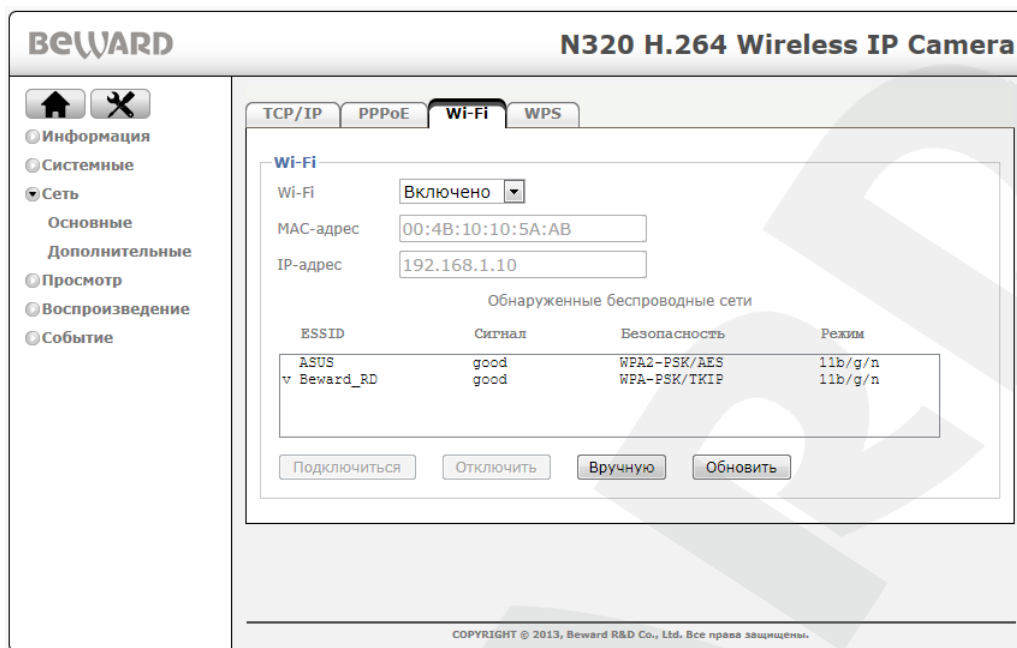 BEWARD
N320 H.264 Wireless IP Camera
Информация
Системные
Сеть
Основные
Дополнительные
Просмотр
Воспроизведение
Событие
TCP/IP PPPoE Wi-Fi WPS
Wi-Fi
Wi-Fi Включено
MAC-адрес 00:4B:10:10:5A:AB
IP-адрес 192.168.1.10
Обнаруженные беспроводные сети
ESSID Сигнал Безопасность Режим
ASUS good WPA2-PSK/AES 11b/g/n
v Beward_RD good WPA-PSK/TKIP 11b/g/n
Подключиться Отключить Вручную Обновить
COPYRIGHT © 2013, Beward R&D Co., Ltd. Все права защищены.